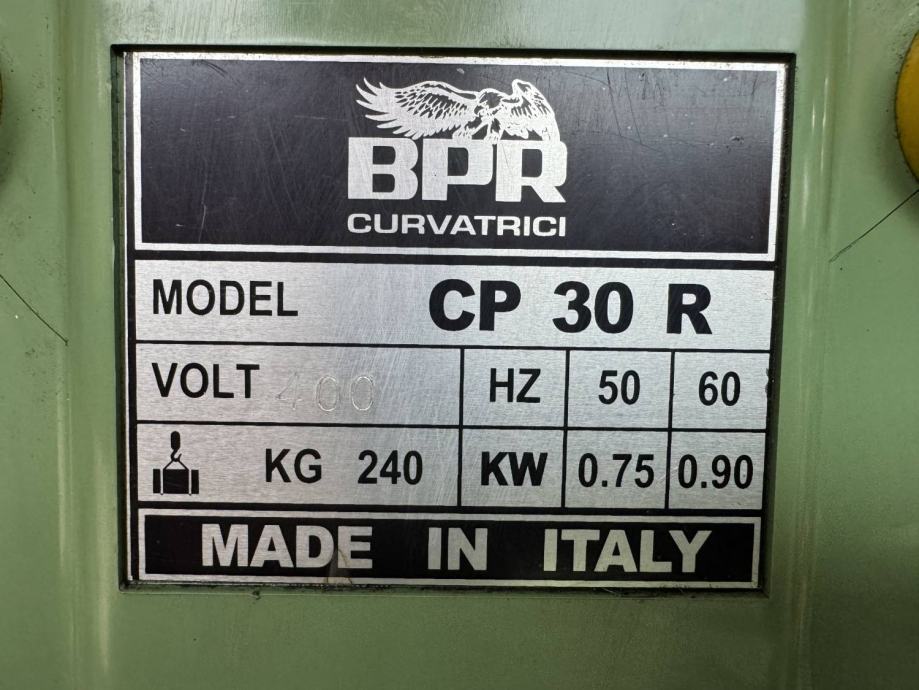 BPR
CURVATRICI
MODEL CP 30 R
VOLT 400 HZ 50 60
KG 240 KW 0.75 0.90
MADE IN ITALY